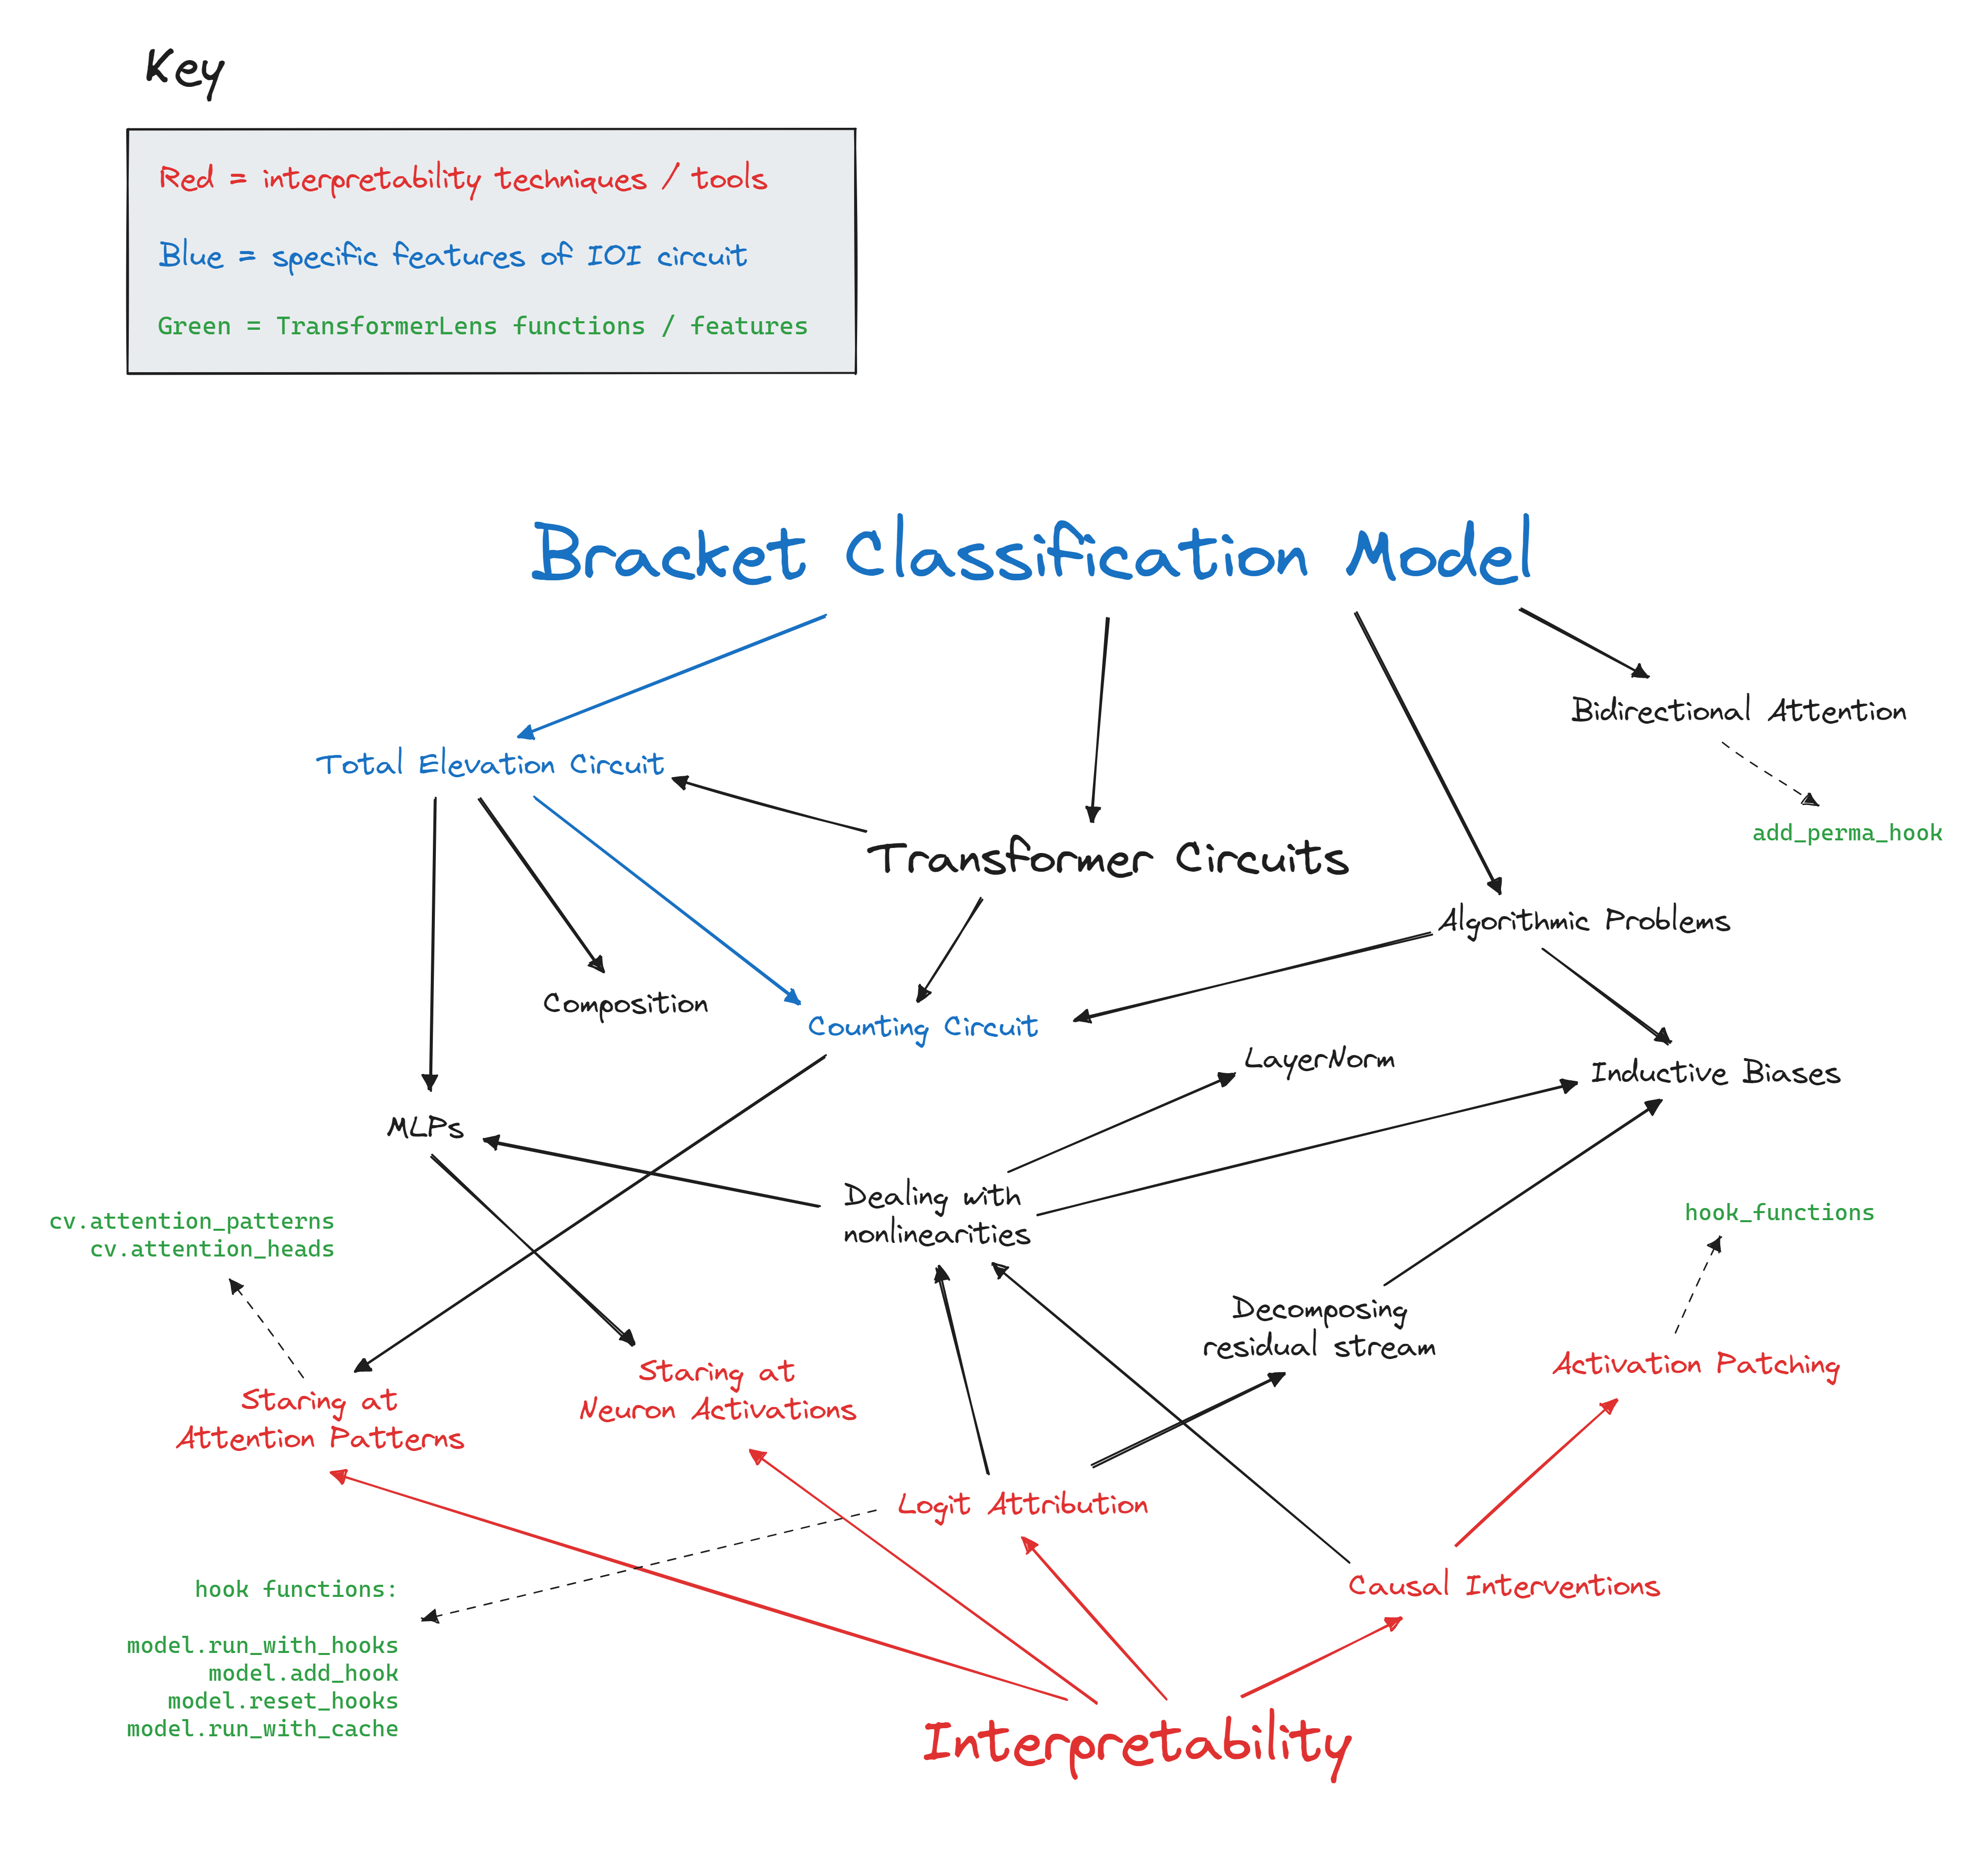 Key
Red = interpretability techniques / tools
Blue = specific features of IOI circuit
Green = TransformerLens functions / features
Bracket Classification Model
Bidirectional Attention
Total Elevation Circuit
add_perma_hook
Transformer Circuits
Algorithmic Problems
Composition
Counting Circuit
LayerNorm
Inductive Biases
MLPs
Dealing with
nonlinearities
cv.attention_patterns
cv.attention_heads
hook_functions
Decomposing
residual stream
Activation Patching
Staring at
Neuron Activations
Staring at
Attention Patterns
Logit Attribution
Causal Interventions
hook functions:
model.run_with_hooks
model.add_hook
model.reset_hooks
model.run_with_cache
Interpretability